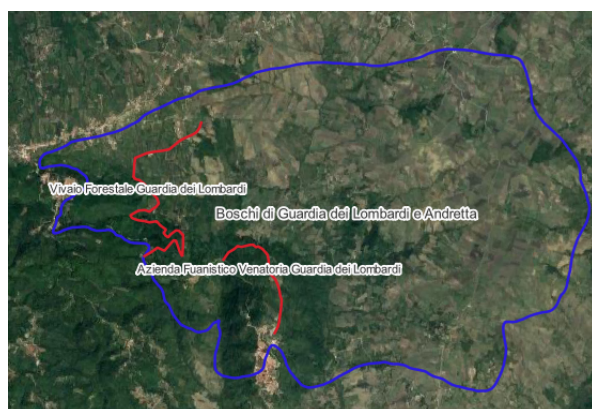 Vivaio Forestale Guardia dei Lombardi
Boschi di Guardia dei Lombardi e Andretta
Azienda Fuanistico Venatoria Guardia dei Lombardi